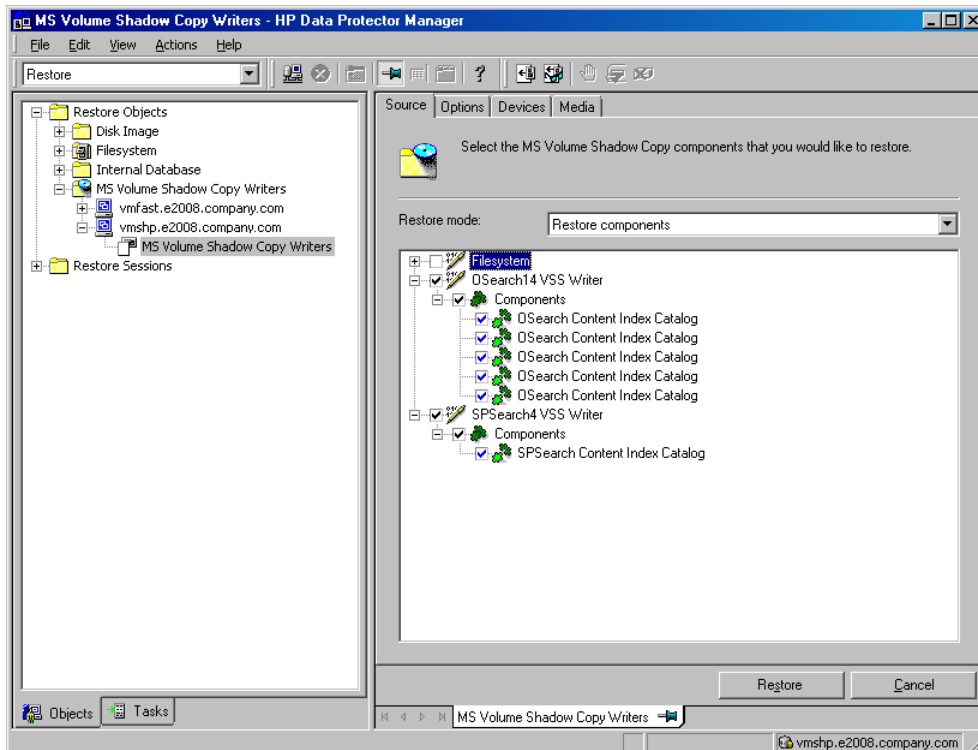 MS Volume Shadow Copy Writers - HP Data Protector Manager
File Edit View Actions Help
Restore
Restore Objects
Disk Image
Filesystem
Internal Database
MS Volume Shadow Copy Writers
vmfast.e2008.company.com
vmshp.e2008.company.com
MS Volume Shadow Copy Writers
Restore Sessions
Objects Tasks
Source Options Devices Media
Select the MS Volume Shadow Copy components that you would like to restore.
Restore mode: Restore components
Filesystem
OSearch14 VSS Writer
Components
OSearch Content Index Catalog
OSearch Content Index Catalog
OSearch Content Index Catalog
OSearch Content Index Catalog
OSearch Content Index Catalog
SPSearch4 VSS Writer
Components
SPSearch Content Index Catalog
Restore Cancel
MS Volume Shadow Copy Writers
vmshp.e2008.company.com